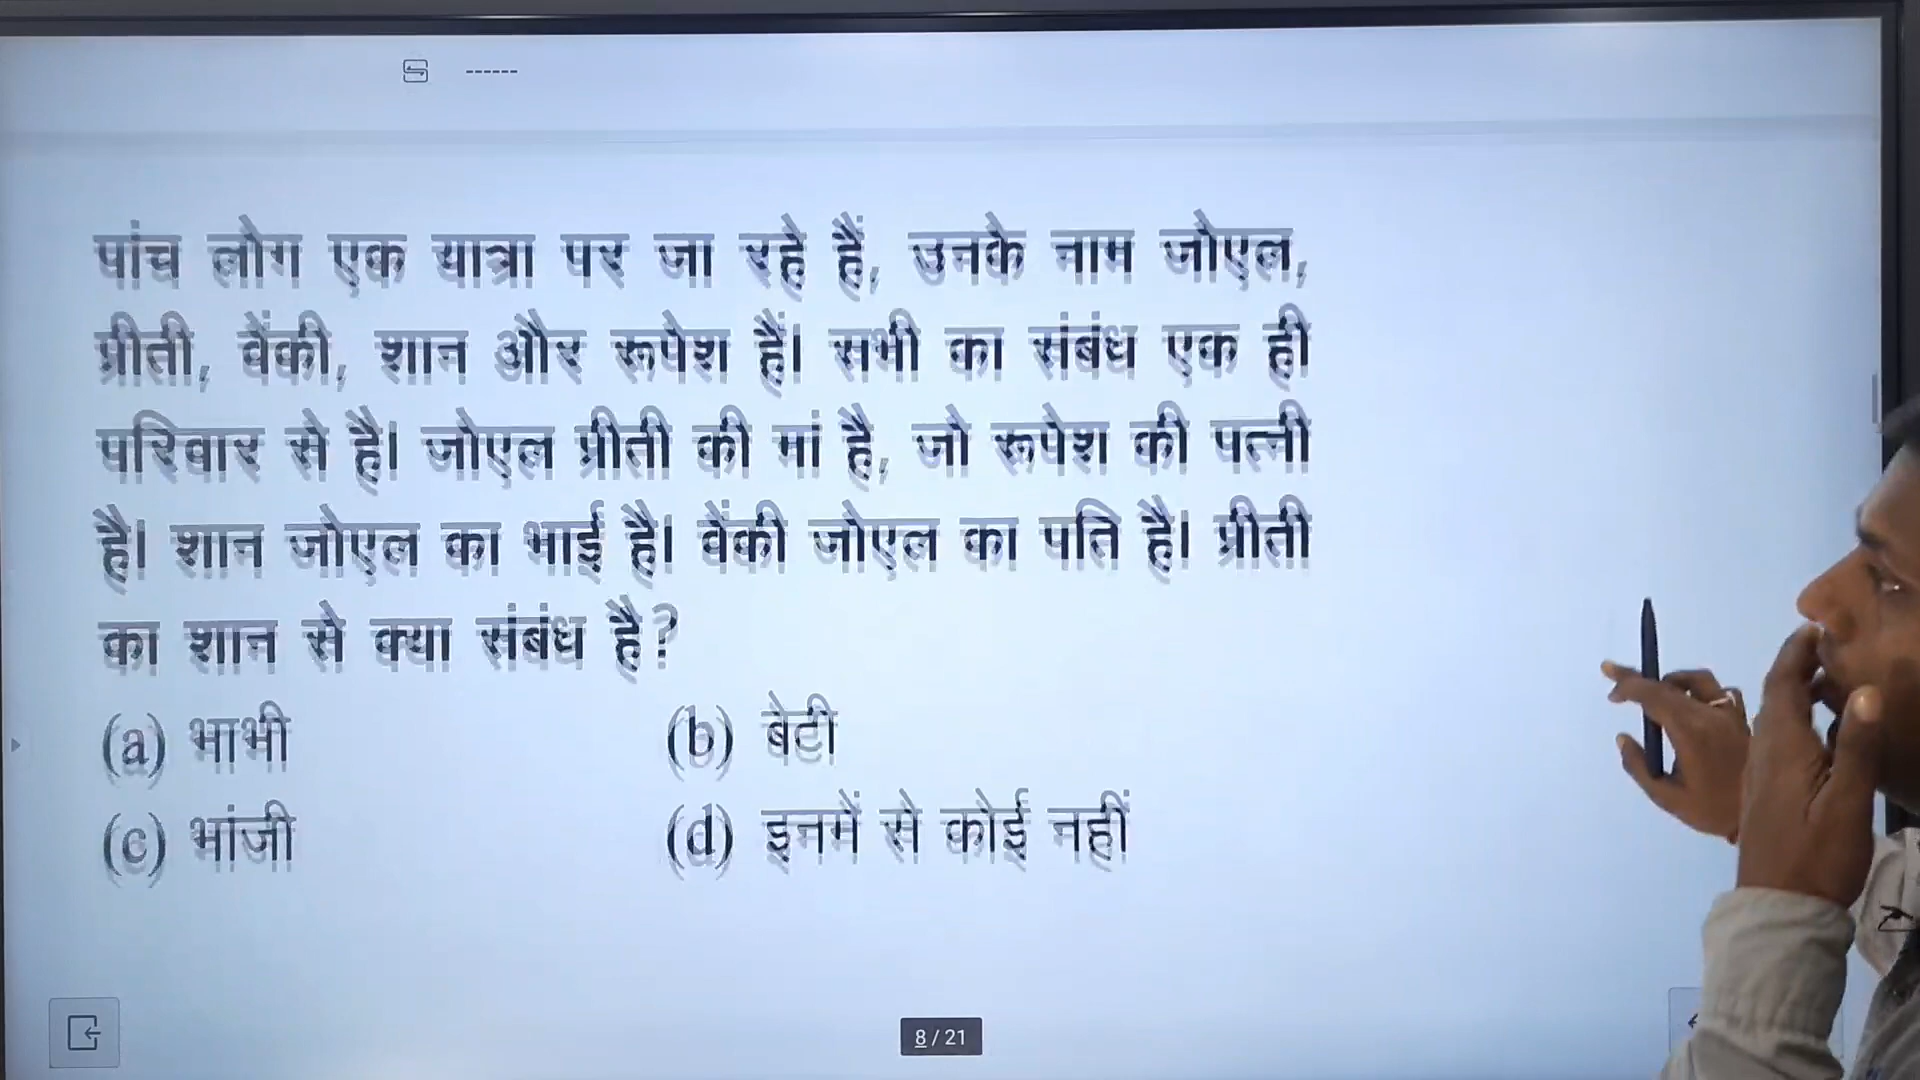 ------
पांच लोग एक यात्रा पर जा रहे हैं, उनके नाम जोएल,
प्रीती, वेंकी, शान और रूपेश हैं। सभी का संबंध एक ही
परिवार से है। जोएल प्रीती की मां है, जो रूपेश की पत्नी
है। शान जोएल का भाई है। वेंकी जोएल का पति है। प्रीती
का शान से क्या संबंध है?
(a) भाभी (b) बेटी
(c) भांजी (d) इनमें से कोई नहीं
8 / 21